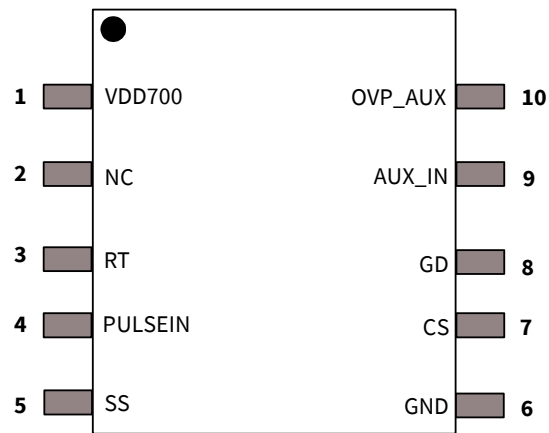 1 VDD700 OVP_AUX 10
2 NC AUX_IN 9
3 RT GD 8
4 PULSEIN CS 7
5 SS GND 6